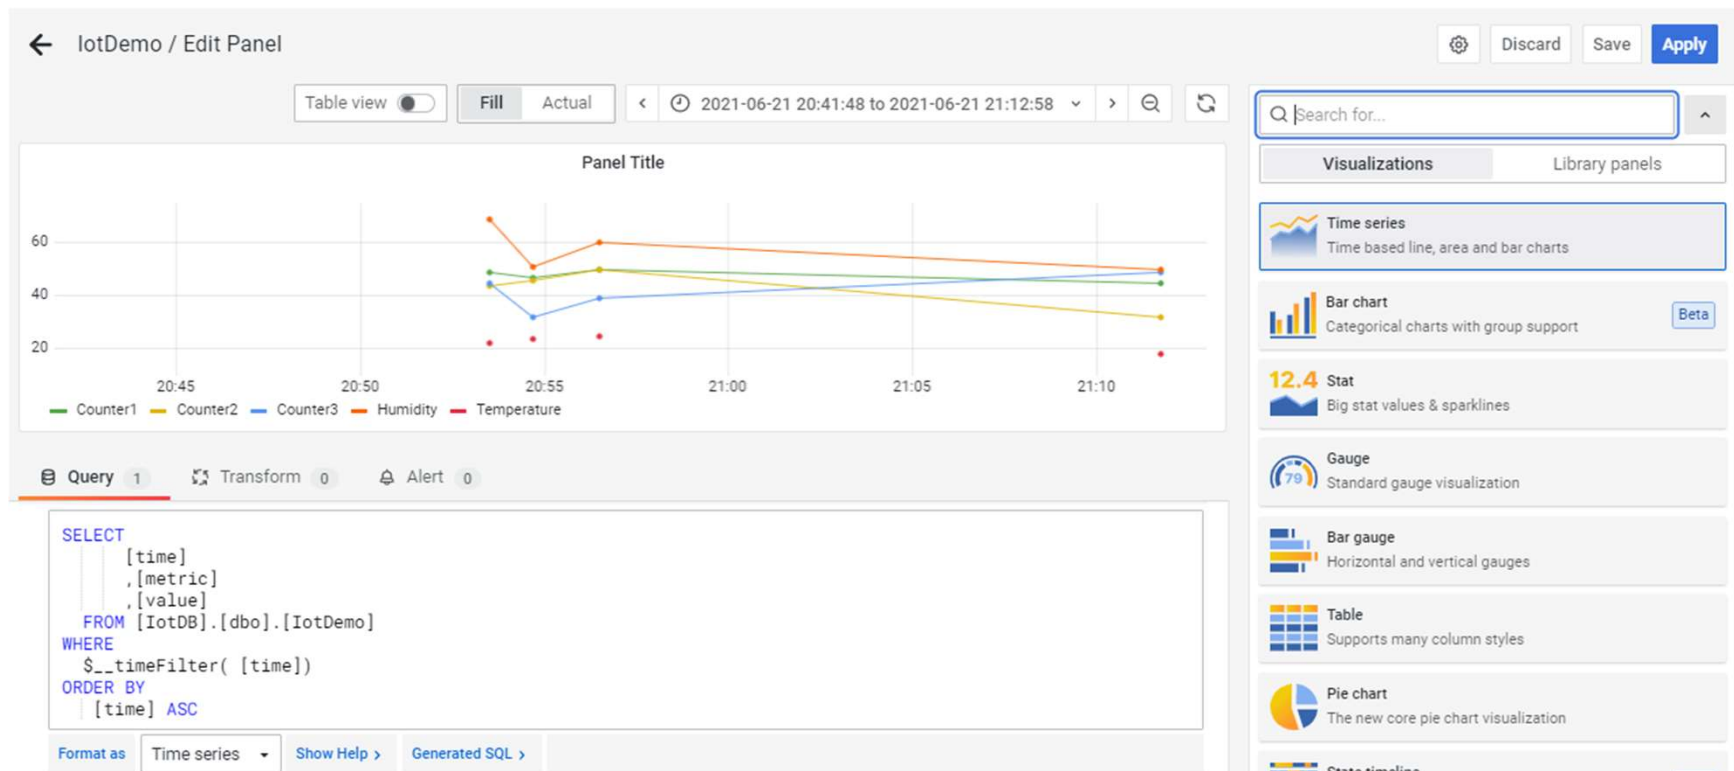 IotDemo / Edit Panel
Discard
Save
Apply
Table view
Fill
Actual
2021-06-21 20:41:48 to 2021-06-21 21:12:58
Panel Title
60
40
20
20:45
20:50
20:55
21:00
21:05
21:10
Counter1
Counter2
Counter3
Humidity
Temperature
Query 1
Transform 0
Alert 0
SELECT
[time]
,[metric]
,[value]
FROM [IotDB].[dbo].[IotDemo]
WHERE
$__timeFilter( [time])
ORDER BY
[time] ASC
Format as
Time series
Show Help >
Generated SQL >
Search for...
Visualizations
Library panels
Time series
Time based line, area and bar charts
Bar chart
Categorical charts with group support
Beta
12.4
Stat
Big stat values & sparklines
79
Gauge
Standard gauge visualization
Bar gauge
Horizontal and vertical gauges
Table
Supports many column styles
Pie chart
The new core pie chart visualization
State timeline